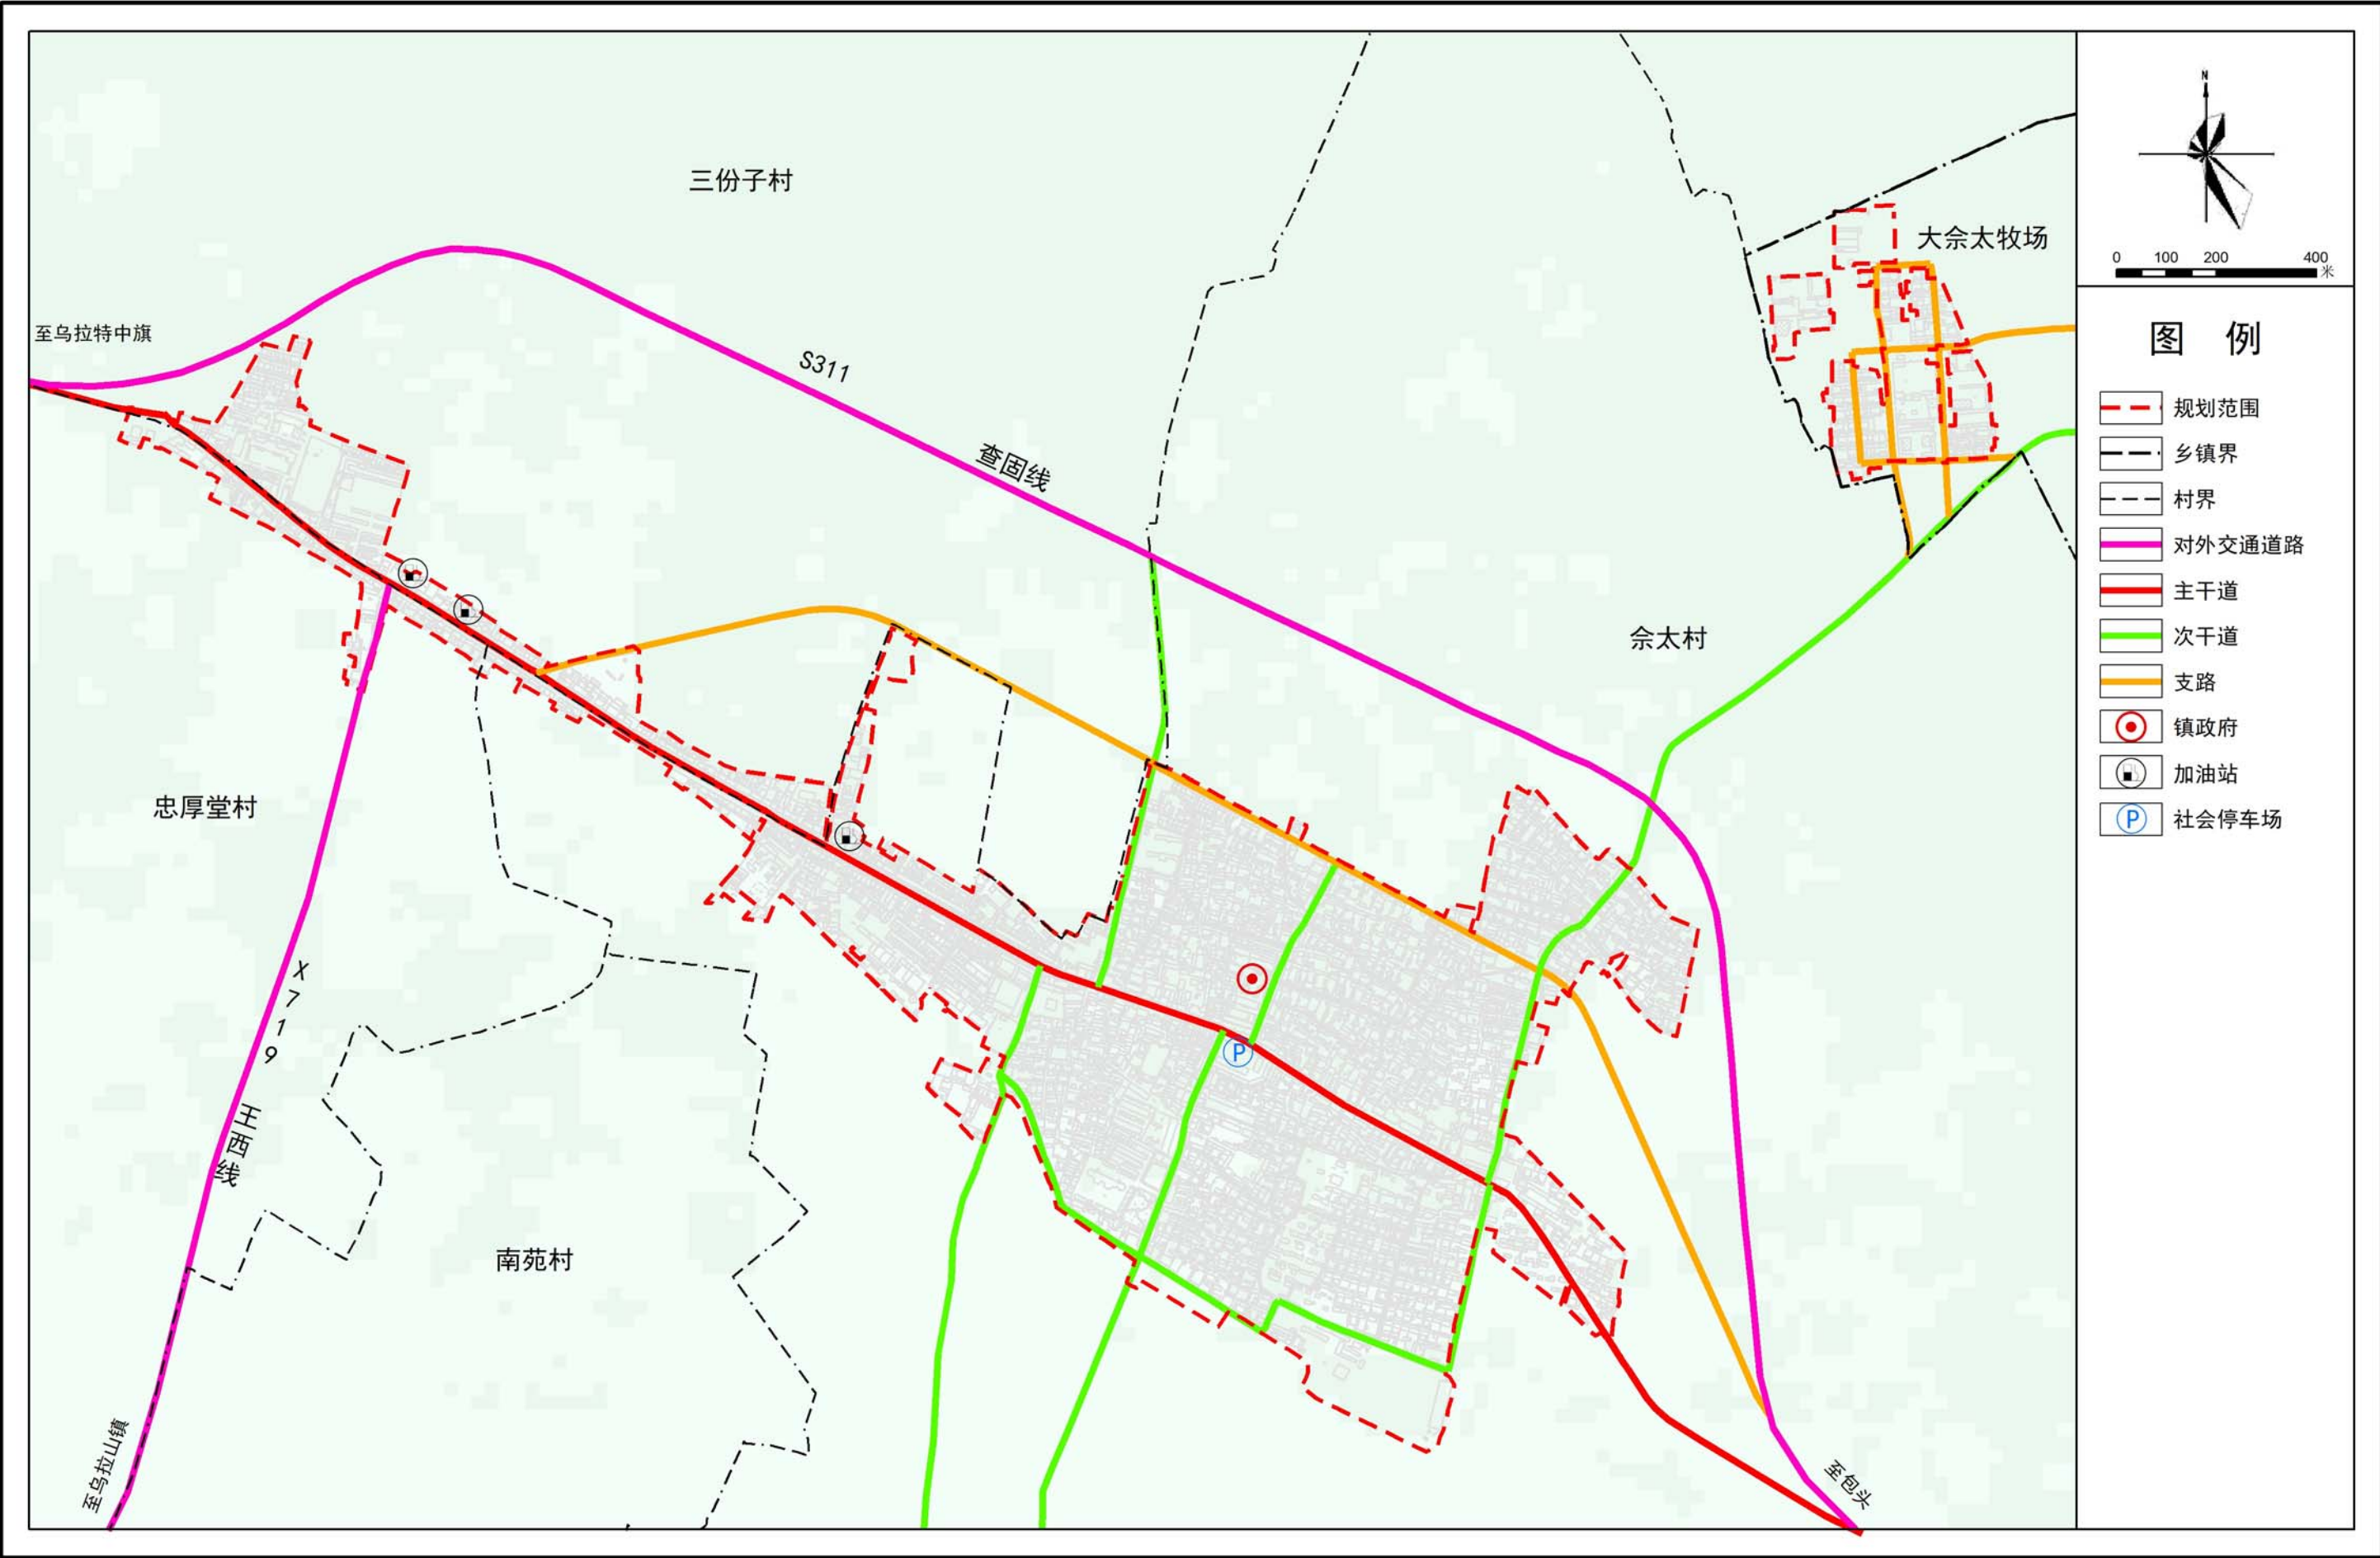 三份子村
大佘太牧场
至乌拉特中旗
S311
查固线
佘太村
忠厚堂村
X719
王西线
南苑村
至乌拉山镇
至包头
P
N
0 100 200 400
米
图 例
规划范围
乡镇界
村界
对外交通道路
主干道
次干道
支路
镇政府
加油站
P 社会停车场